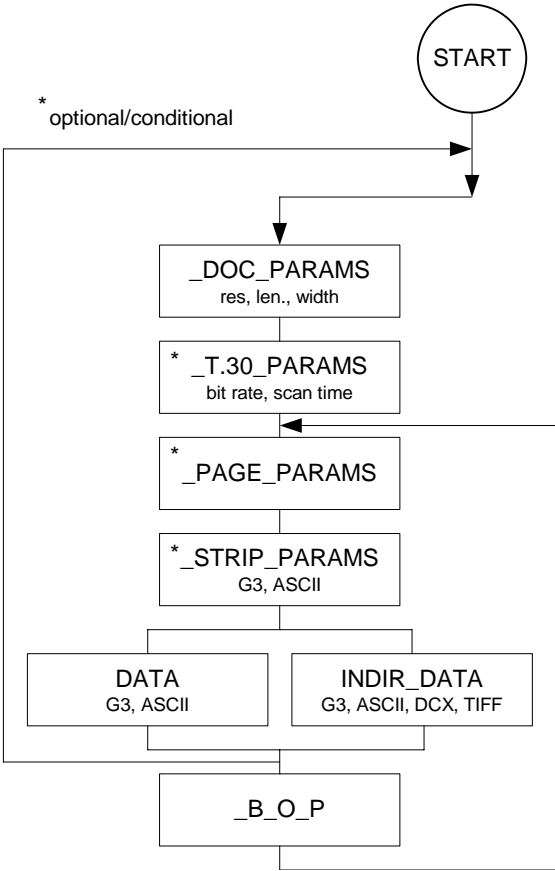 START
* optional/conditional
_DOC_PARAMS
res, len., width
* _T.30_PARAMS
bit rate, scan time
* _PAGE_PARAMS
* _STRIP_PARAMS
G3, ASCII
DATA
G3, ASCII
INDIR_DATA
G3, ASCII, DCX, TIFF
_B_O_P